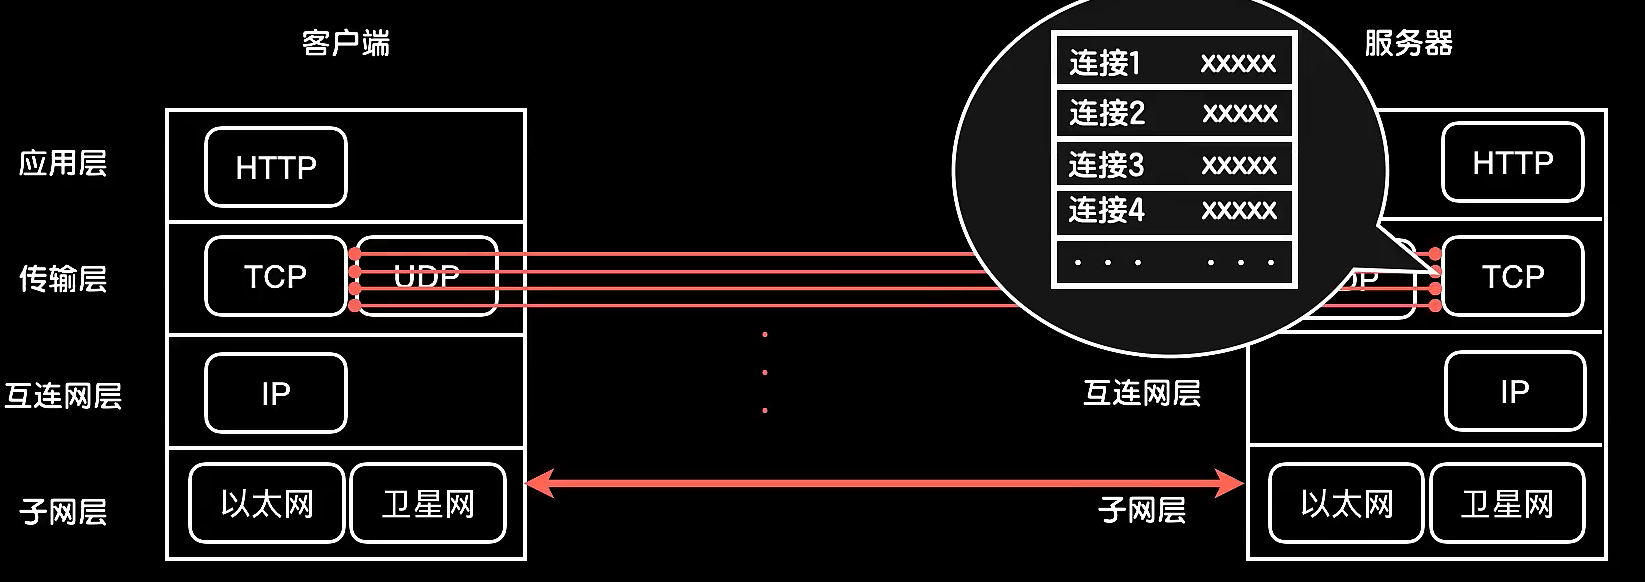 客户端
服务器
连接1 xxxxx
连接2 xxxxx
连接3 xxxxx
连接4 xxxxx
... ...
应用层
HTTP
HTTP
传输层
TCP
UDP
DP
TCP
互连网层
IP
互连网层
IP
子网层
以太网
卫星网
子网层
以太网
卫星网